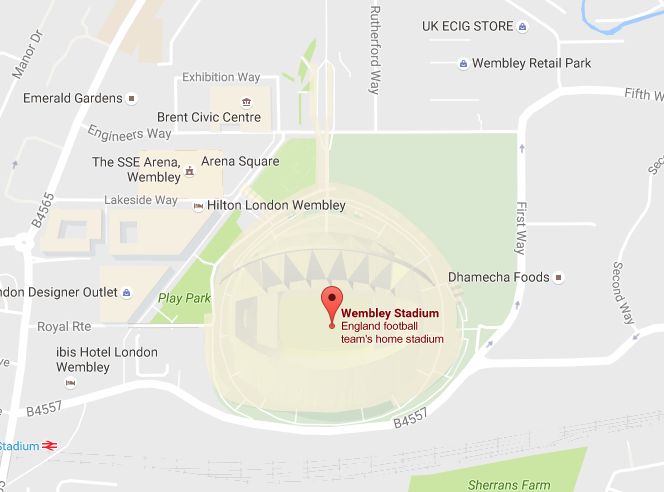 Rutherford Way
UK ECIG STORE
Manor Dr
Wembley Retail Park
Exhibition Way
Emerald Gardens
Fifth W
Brent Civic Centre
Engineers Way
The SSE Arena,
Wembley
Arena Square
Sec
Lakeside Way
Hilton London Wembley
B4565
First Way
Dhamecha Foods
Second Way
ndon Designer Outlet
Play Park
Wembley Stadium
England football
team's home stadium
Royal Rte
ibis Hotel London
Wembley
B4557
B4557
Stadium
Sherrans Farm